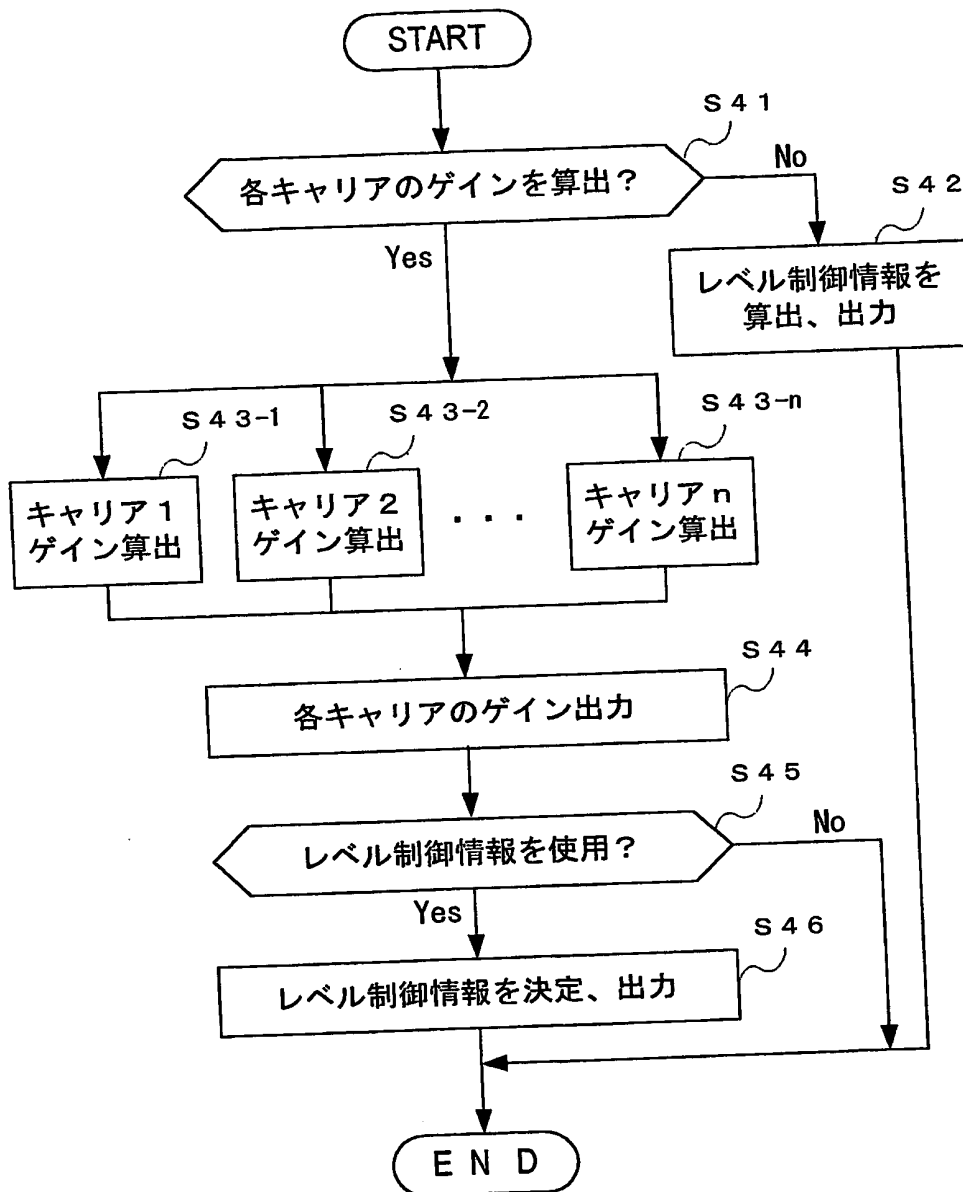 START
S41
各キャリアのゲインを算出？
No
Yes
S42
レベル制御情報を
算出、出力
S43-1
S43-2
S43-n
キャリア1
ゲイン算出
キャリア2
ゲイン算出
・・・
キャリアn
ゲイン算出
S44
各キャリアのゲイン出力
S45
レベル制御情報を使用？
No
Yes
S46
レベル制御情報を決定、出力
END